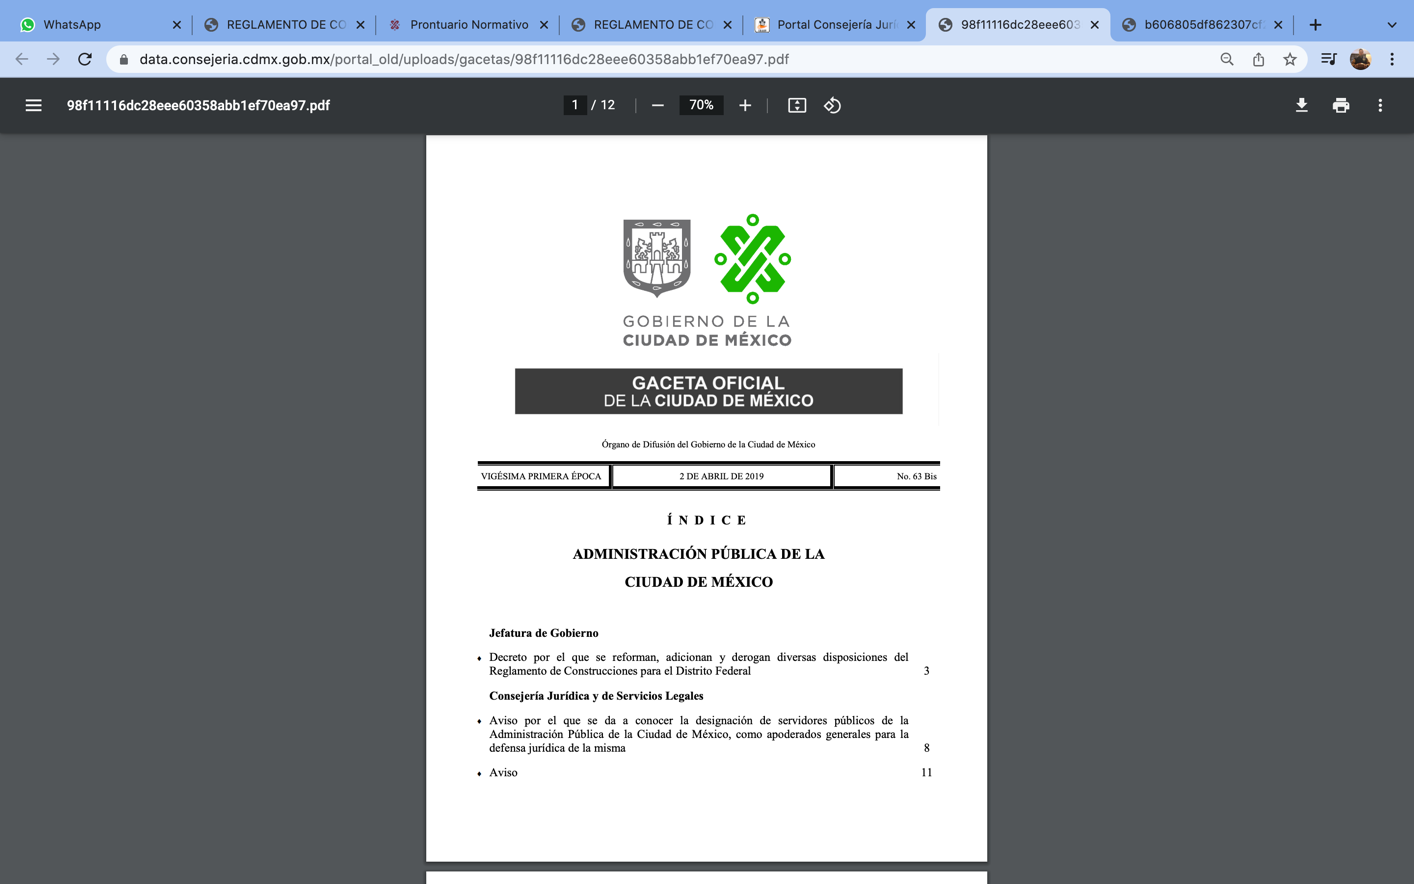 WhatsApp
REGLAMENTO DE CO
Prontuario Normativo
REGLAMENTO DE CO
Portal Consejería Jurí
98f11116dc28eee603
b606805df862307cf
data.consejeria.cdmx.gob.mx/portal_old/uploads/gacetas/98f11116dc28eee60358abb1ef70ea97.pdf
98f11116dc28eee60358abb1ef70ea97.pdf
1 / 12
70%
GOBIERNO DE LA
CIUDAD DE MÉXICO
GACETA OFICIAL
DE LA CIUDAD DE MÉXICO
Órgano de Difusión del Gobierno de la Ciudad de México
VIGÉSIMA PRIMERA ÉPOCA 2 DE ABRIL DE 2019 No. 63 Bis
Í N D I C E
ADMINISTRACIÓN PÚBLICA DE LA
CIUDAD DE MÉXICO
Jefatura de Gobierno
Decreto por el que se reforman, adicionan y derogan diversas disposiciones del
Reglamento de Construcciones para el Distrito Federal 3
Consejería Jurídica y de Servicios Legales
Aviso por el que se da a conocer la designación de servidores públicos de la
Administración Pública de la Ciudad de México, como apoderados generales para la
defensa jurídica de la misma 8
Aviso 11